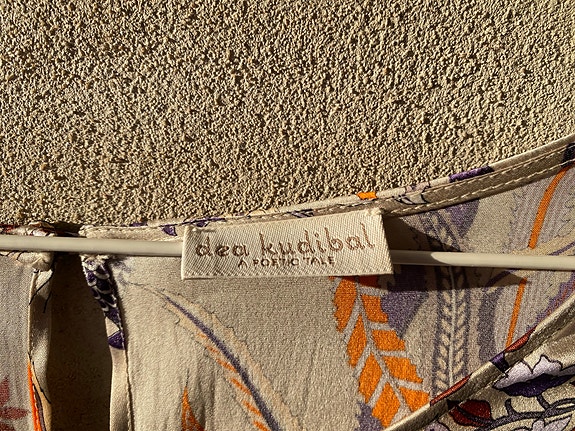 dea kudibal
A POETIC TALE